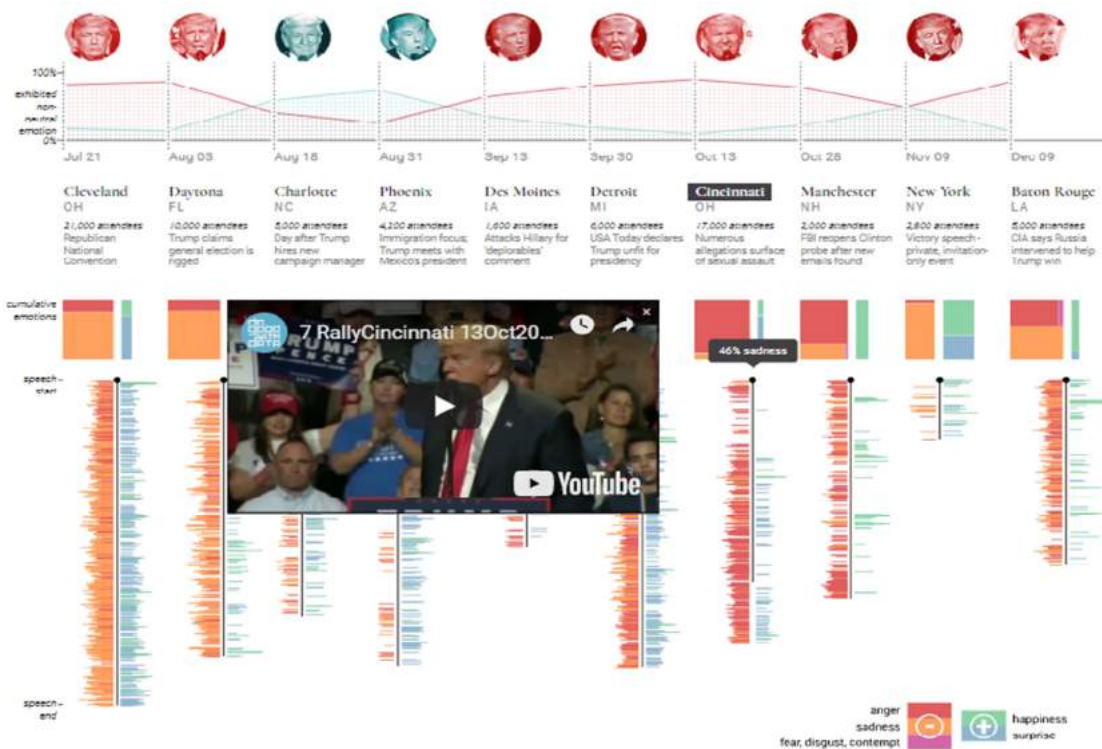 100%
exhibited
non-
neutral
emotion
0%
Jul 21
Aug 03
Aug 18
Aug 31
Sep 13
Sep 30
Oct 13
Oct 28
Nov 09
Dec 09
Cleveland
OH
21,000 attendees
Republican
National
Convention
Daytona
FL
10,000 attendees
Trump claims
general election is
rigged
Charlotte
NC
5,000 attendees
Day after Trump
hires new
campaign manager
Phoenix
AZ
4,200 attendees
Immigration focus;
Trump meets with
Mexico's president
Des Moines
IA
1,600 attendees
Attacks Hillary for
'deplorables'
comment
Detroit
MI
6,000 attendees
USA Today declares
Trump unfit for
presidency
Cincinnati
OH
17,000 attendees
Numerous
allegations surface
of sexual assault
Manchester
NH
2,000 attendees
FBI reopens Clinton
probe after new
emails found
New York
NY
2,800 attendees
Victory speech -
private, invitation-
only event
Baton Rouge
LA
5,000 attendees
CIA says Russia
intervened to help
Trump win
cumulative
emotions
7 RallyCincinnati 13Oct20...
TRUMP
PENCE
YouTube
46% sadness
speech
start
speech
end
anger
sadness
fear, disgust, contempt
happiness
surprise